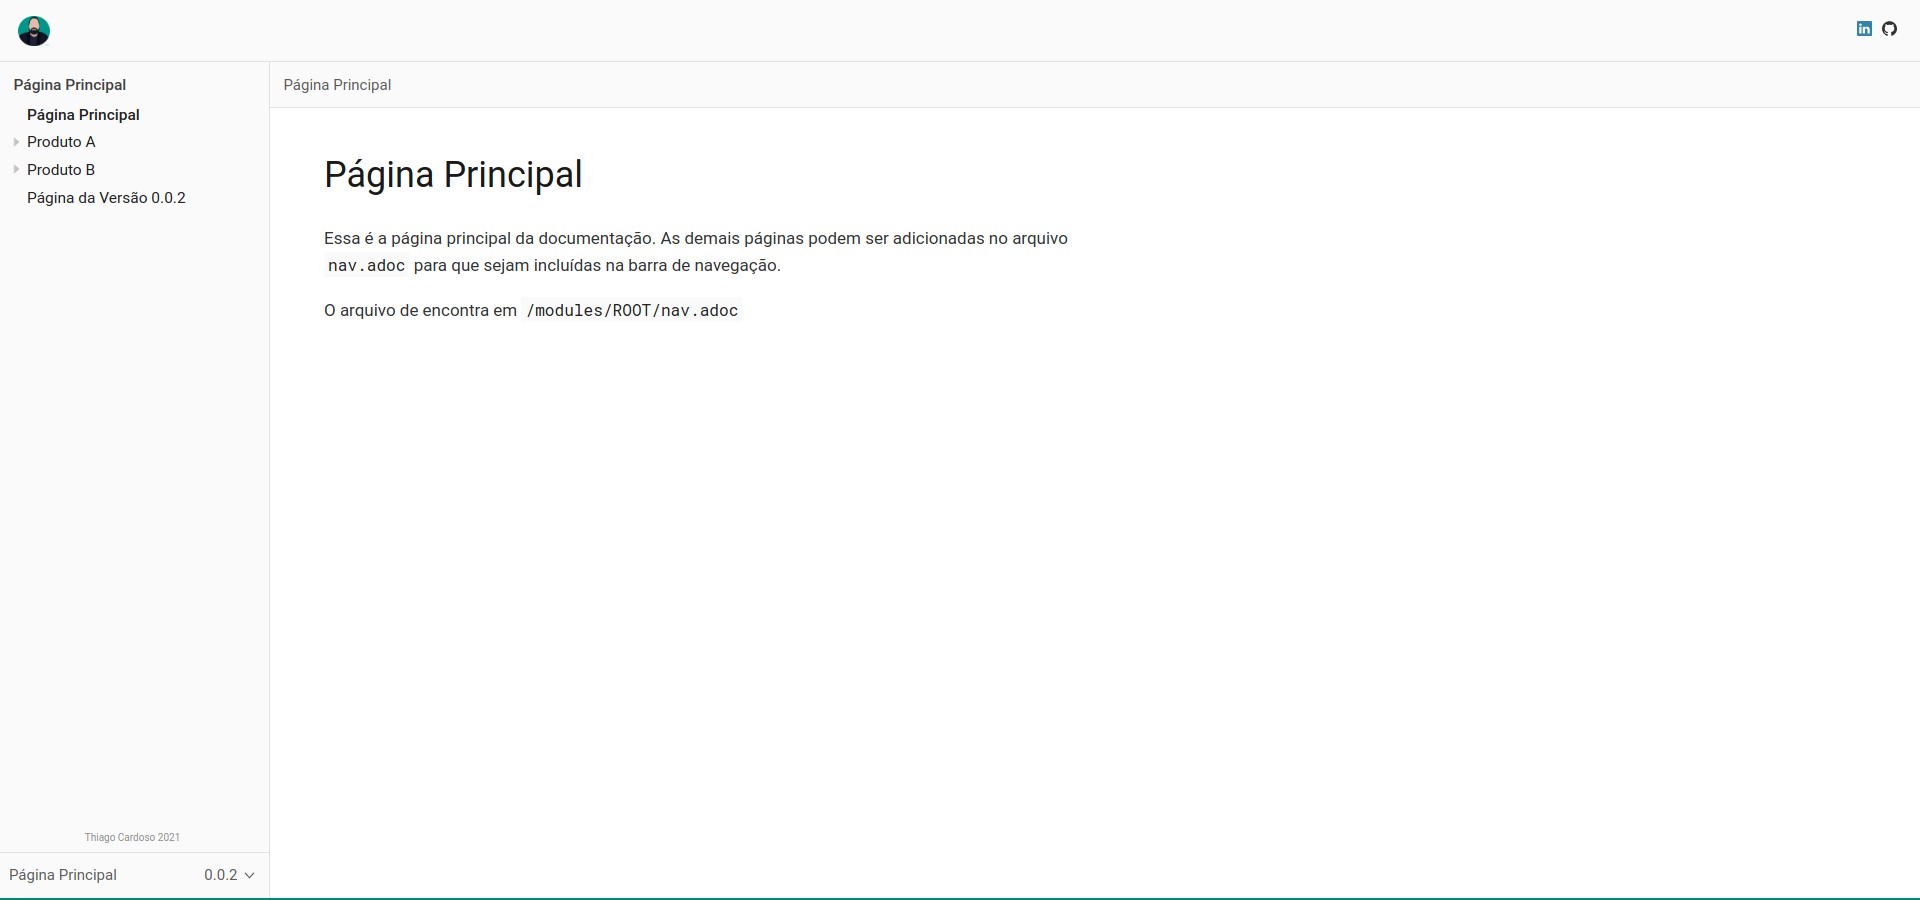 Página Principal
Página Principal
Produto A
Produto B
Página da Versão 0.0.2
Página Principal
Página Principal
Essa é a página principal da documentação. As demais páginas podem ser adicionadas no arquivo
nav.adoc para que sejam incluídas na barra de navegação.
O arquivo de encontra em /modules/ROOT/nav.adoc
Thiago Cardoso 2021
Página Principal 0.0.2